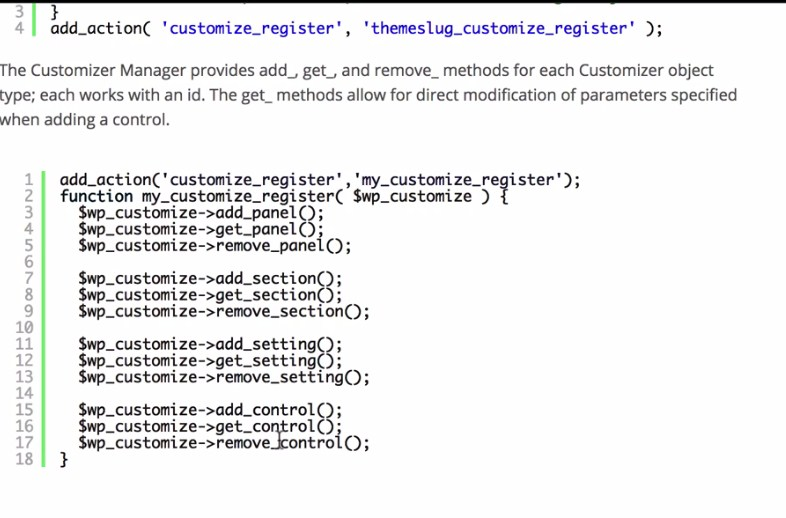 3 }
4 add_action( 'customize_register', 'themeslug_customize_register' );
The Customizer Manager provides add_, get_, and remove_ methods for each Customizer object
type; each works with an id. The get_ methods allow for direct modification of parameters specified
when adding a control.
1 add_action('customize_register','my_customize_register');
2 function my_customize_register( $wp_customize ) {
3 $wp_customize->add_panel();
4 $wp_customize->get_panel();
5 $wp_customize->remove_panel();
6
7 $wp_customize->add_section();
8 $wp_customize->get_section();
9 $wp_customize->remove_section();
10
11 $wp_customize->add_setting();
12 $wp_customize->get_setting();
13 $wp_customize->remove_setting();
14
15 $wp_customize->add_control();
16 $wp_customize->get_control();
17 $wp_customize->remove_control();
18 }